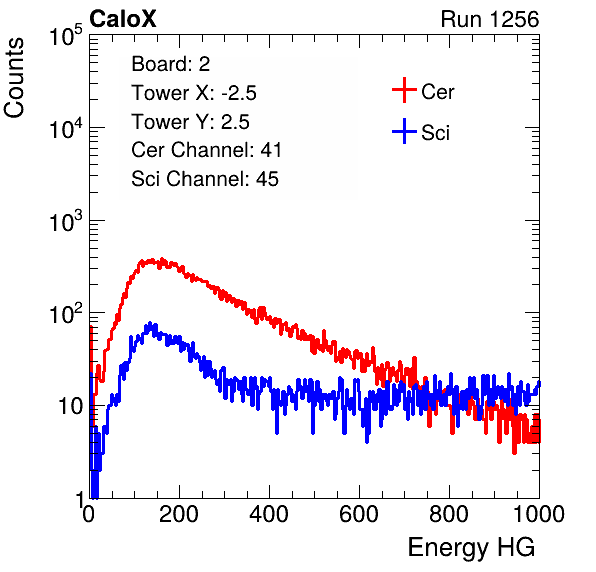 CaloX Run 1256
Counts
10^5
10^4
10^3
10^2
10
1
Board: 2
Tower X: -2.5
Tower Y: 2.5
Cer Channel: 41
Sci Channel: 45
Cer
Sci
0 200 400 600 800 1000
Energy HG